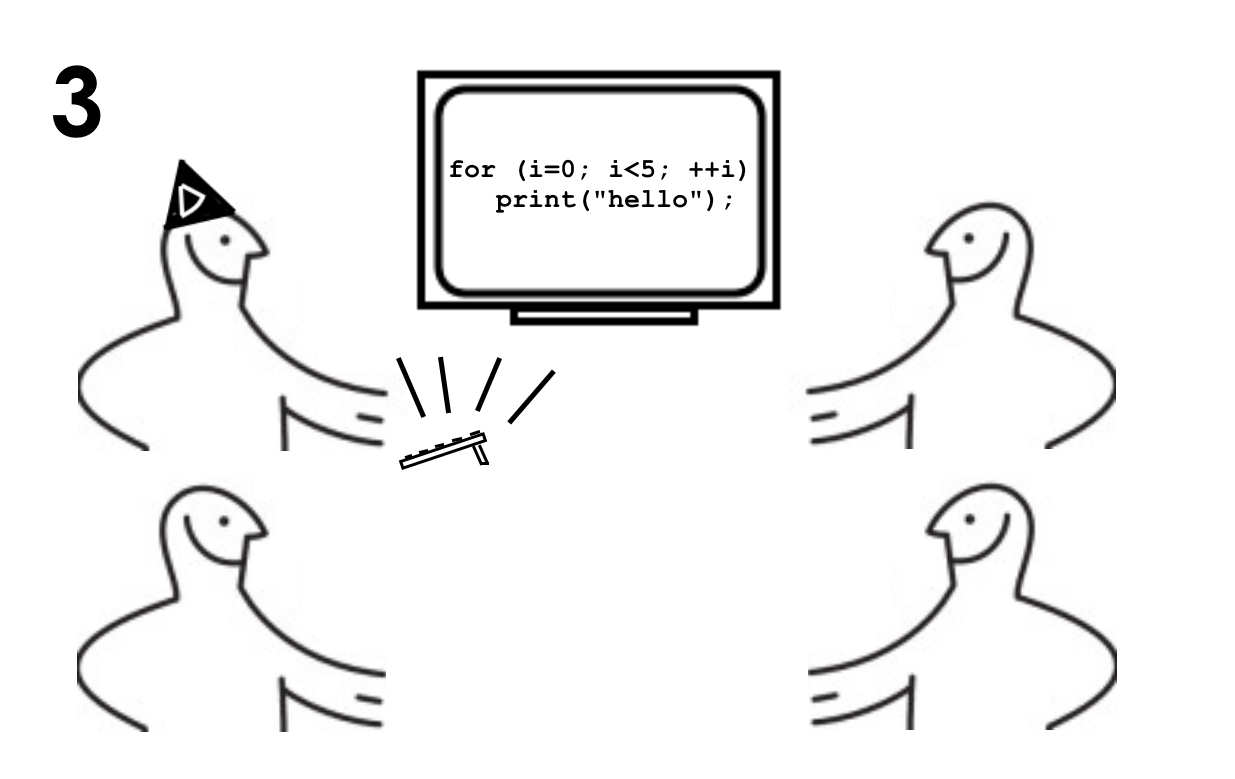 3
for (i=0; i<5; ++i)
print("hello");